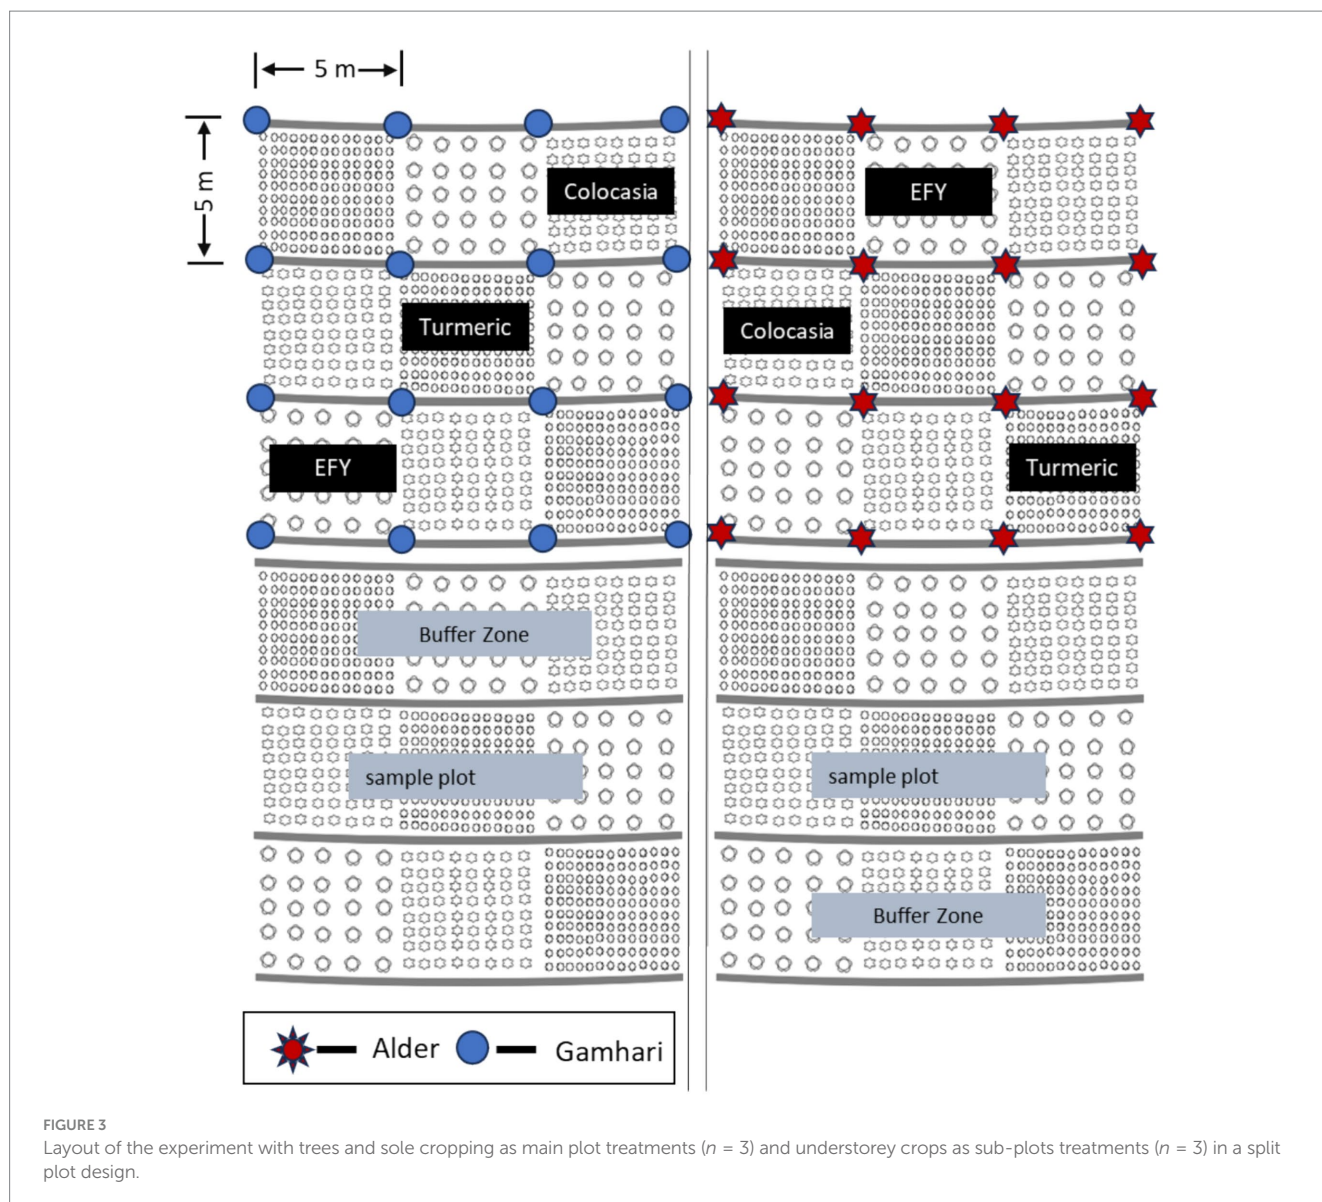 5 m
5 m
Colocasia
EFY
Turmeric
Colocasia
EFY
Turmeric
Buffer Zone
sample plot
sample plot
Buffer Zone
Alder
Gamhari
FIGURE 3
Layout of the experiment with trees and sole cropping as main plot treatments (n = 3) and understorey crops as sub-plots treatments (n = 3) in a split
plot design.